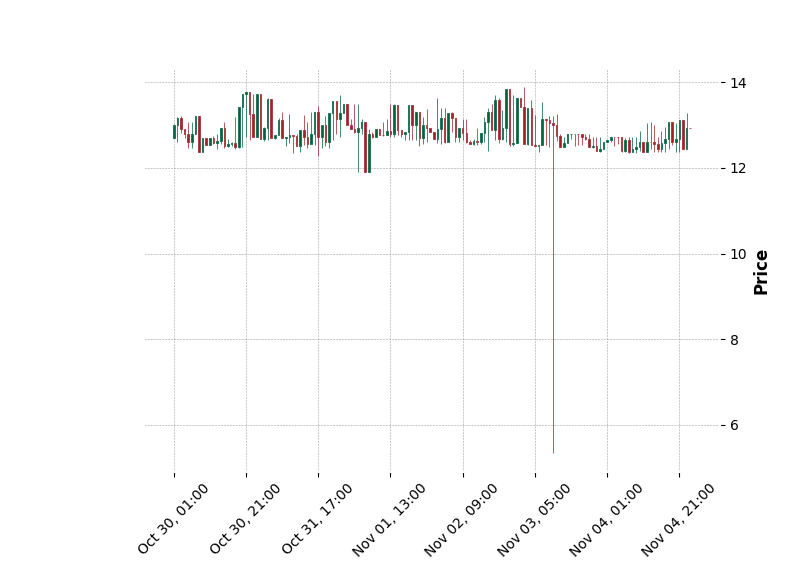 14
12
10
8
6
Price
Oct 30, 01:00
Oct 30, 21:00
Oct 31, 17:00
Nov 01, 13:00
Nov 02, 09:00
Nov 03, 05:00
Nov 04, 01:00
Nov 04, 21:00